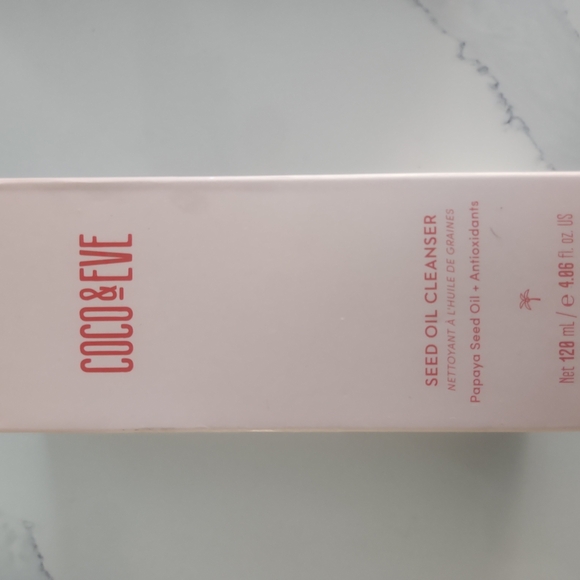 COCO&EVE
SEED OIL CLEANSER
NETTOYANT À L'HUILE DE GRAINES
Papaya Seed Oil + Antioxidants
Net 120 mL / e 4.06 fl. oz. US